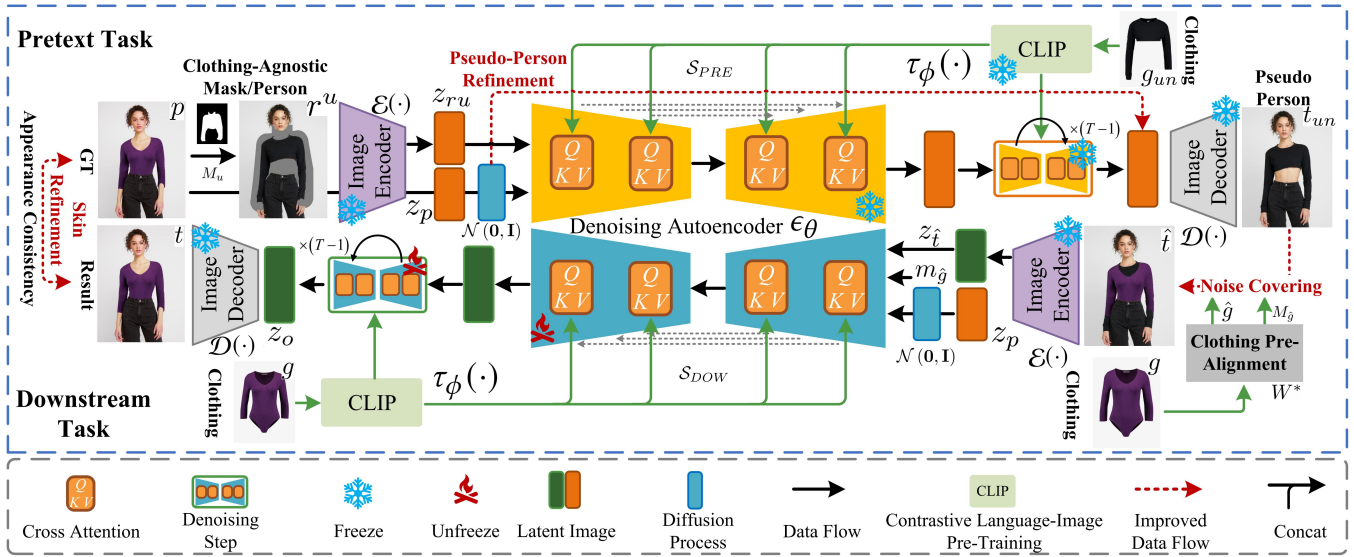 Pretext Task
Clothing-Agnostic
Mask/Person
Pseudo-Person
Refinement
S_PRE
τ_ϕ(·)
CLIP
g_un
Clothing
Pseudo
Person
t_un
p
M_u
r^u
ℰ(·)
Image
Encoder
z_ru
z_p
𝒩(0, I)
Q
K V
Q
K V
Q
K V
Q
K V
×(T−1)
Image
Decoder
𝒟(·)
Appearance Consistency
GT
Skin
Refinement
Result
Denoising Autoencoder ϵ_θ
t
Image
Decoder
𝒟(·)
z_o
×(T−1)
Q
K V
Q
K V
Q
K V
Q
K V
z_t̂
m_ĝ
𝒩(0, I)
z_p
Image
Encoder
ℰ(·)
t̂
Noise Covering
ĝ
M_ĝ
Clothing Pre-
Alignment
W*
Downstream
Task
Clothing
g
CLIP
τ_ϕ(·)
S_DOW
Clothing
g
Q
K V
CLIP
Cross Attention
Denoising
Step
Freeze
Unfreeze
Latent Image
Diffusion
Process
Data Flow
Contrastive Language-Image
Pre-Training
Improved
Data Flow
Concat